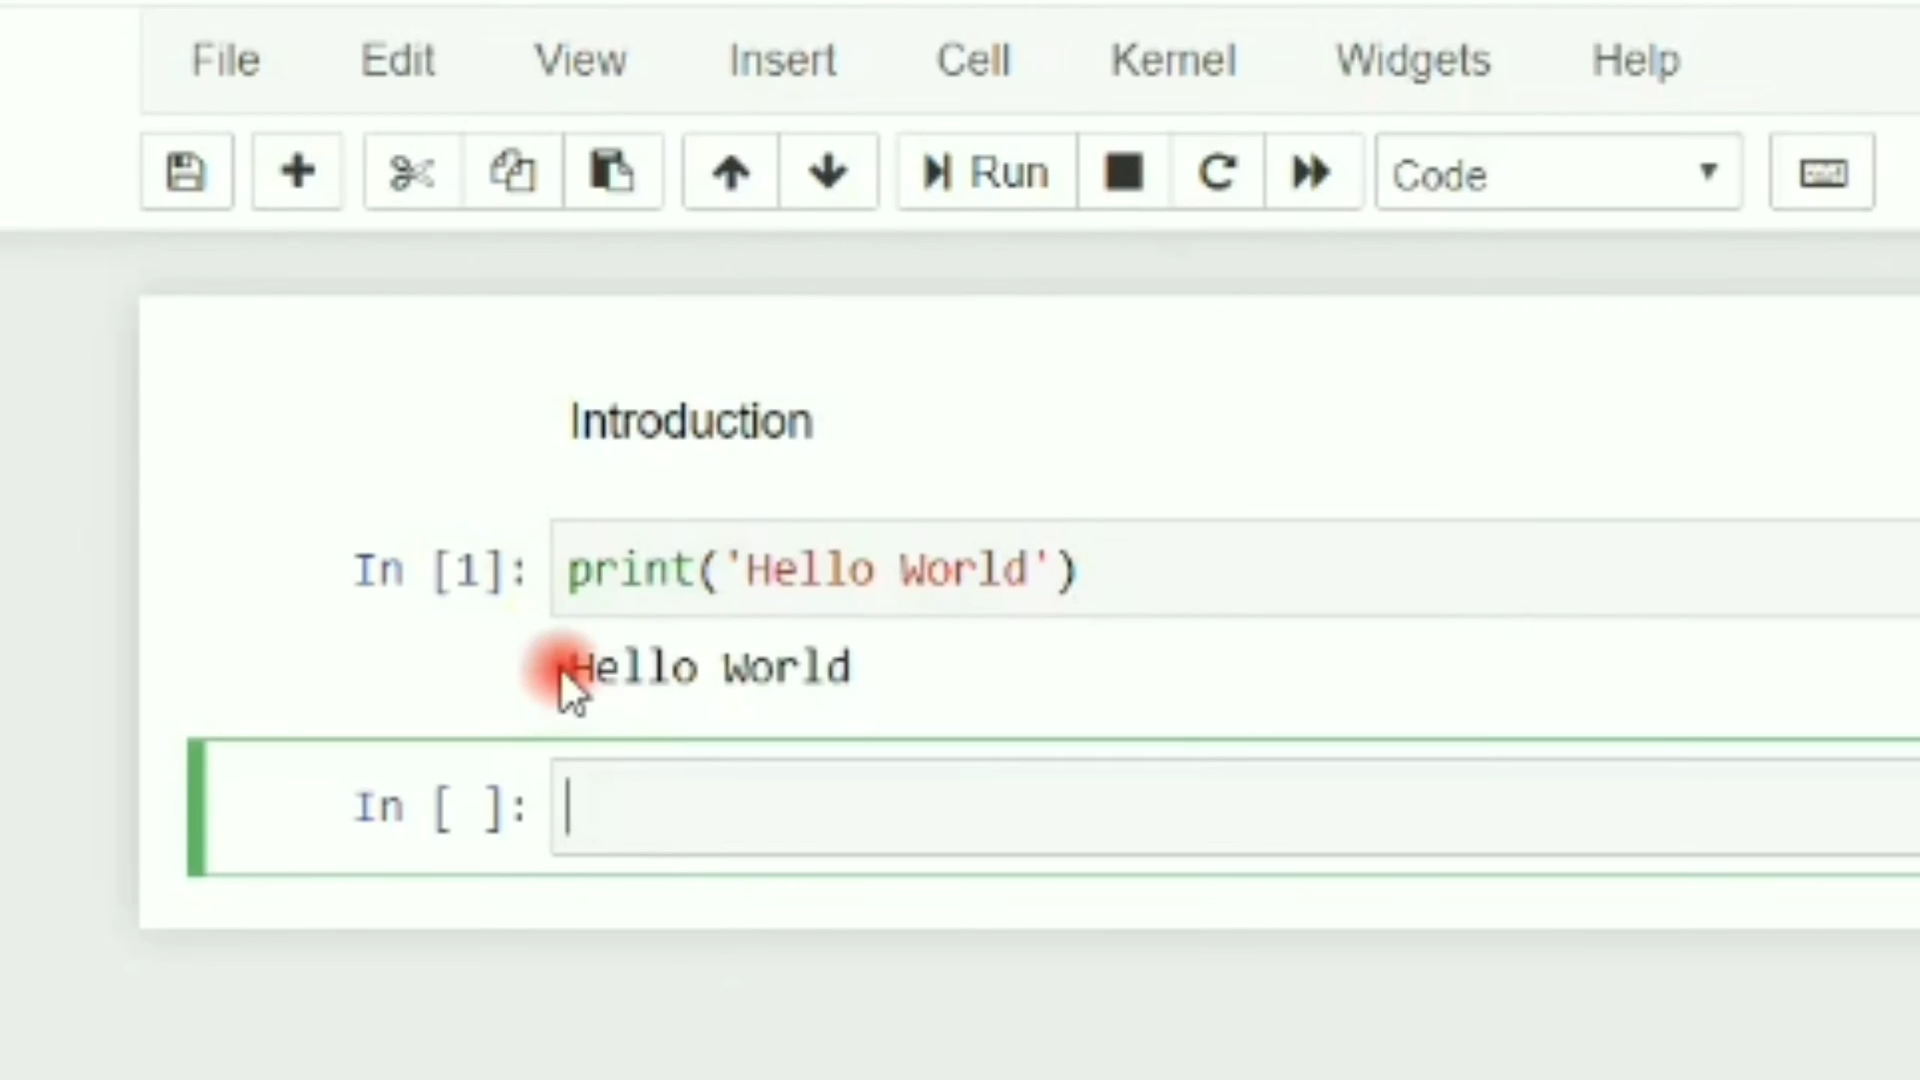 File Edit View Insert Cell Kernel Widgets Help
Run Code
Introduction
In [1]: print('Hello World')
Hello World
In [ ]: